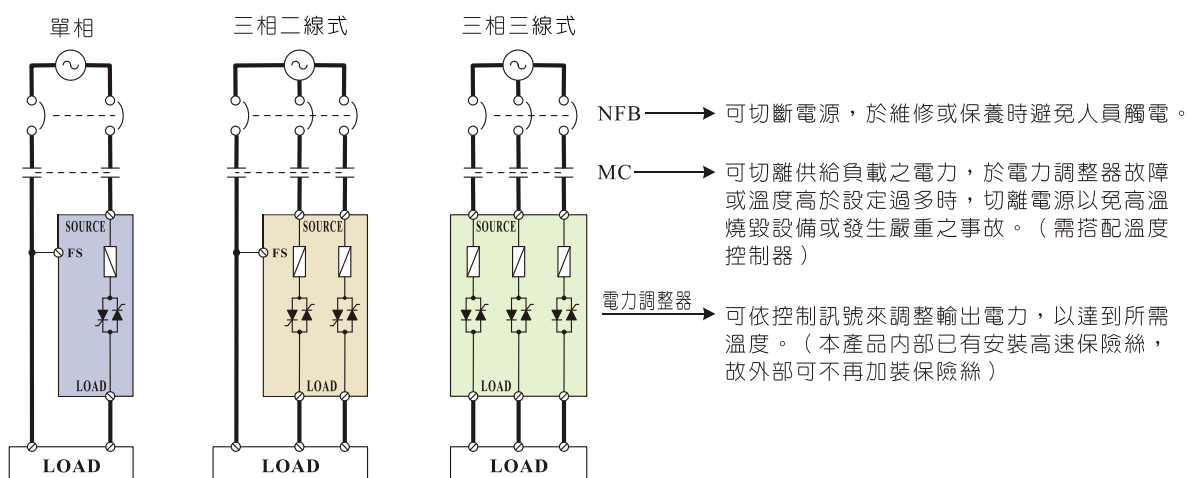 單相
三相二線式
三相三線式
NFB
可切斷電源，於維修或保養時避免人員觸電。
MC
可切離供給負載之電力，於電力調整器故障
或溫度高於設定過多時，切離電源以免高溫
燒毀設備或發生嚴重之事故。（需搭配溫度
控制器）
電力調整器
可依控制訊號來調整輸出電力，以達到所需
溫度。（本產品內部已有安裝高速保險絲，
故外部可不再加裝保險絲）
SOURCE
FS
LOAD
LOAD
SOURCE
FS
LOAD
LOAD
SOURCE
LOAD
LOAD